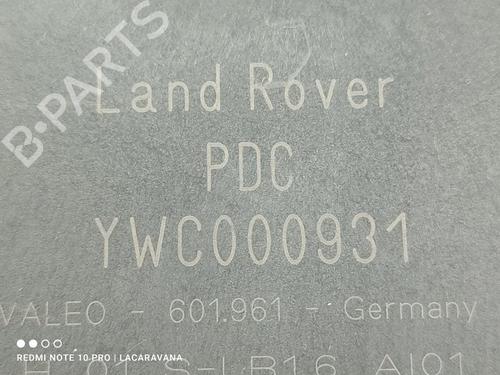 B-PARTS
Land Rover
PDC
YWC000931
VALEO - 601.961 - Germany
REDMI NOTE 10 PRO | LACARAVANA